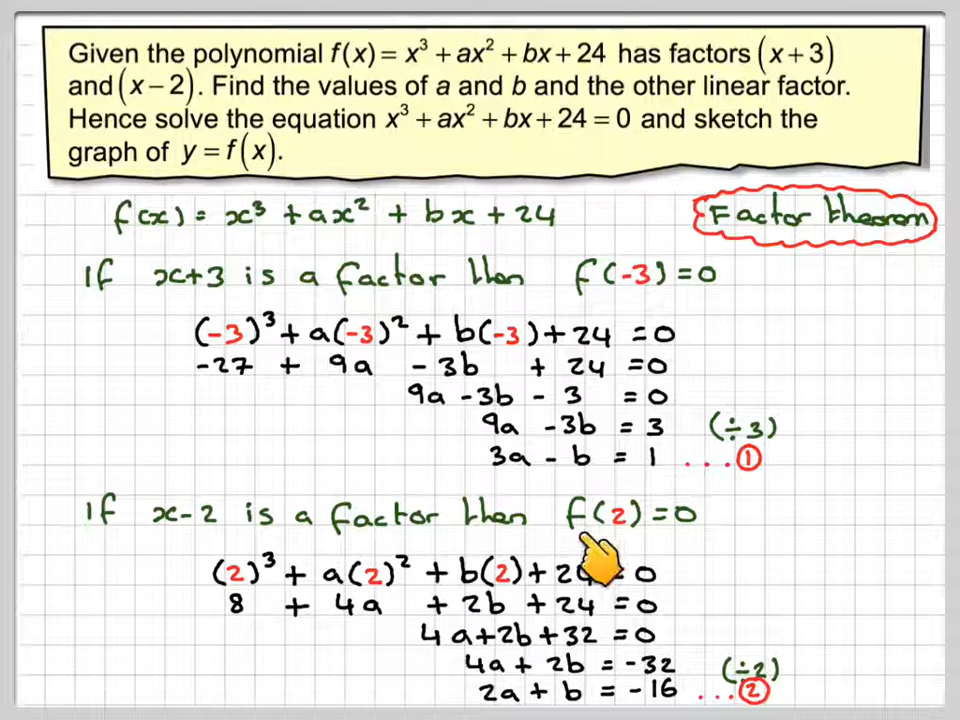 Given the polynomial f(x) = x³ + ax² + bx + 24 has factors (x + 3)
and (x − 2). Find the values of a and b and the other linear factor.
Hence solve the equation x³ + ax² + bx + 24 = 0 and sketch the
graph of y = f(x).
f(x) = x³ + ax² + bx + 24
Factor theorem
If x+3 is a factor then f(-3) = 0
(-3)³ + a(-3)² + b(-3) + 24 = 0
-27 + 9a - 3b + 24 = 0
9a - 3b - 3 = 0
9a - 3b = 3 (÷3)
3a - b = 1 ... ①
If x-2 is a factor then f(2) = 0
(2)³ + a(2)² + b(2) + 24 = 0
8 + 4a + 2b + 24 = 0
4a + 2b + 32 = 0
4a + 2b = -32 (÷2)
2a + b = -16 ... ②